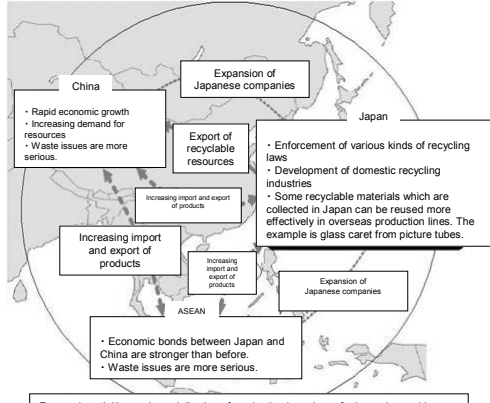 Expansion of
Japanese companies
China
・Rapid economic growth
・Increasing demand for
resources
・Waste issues are more
serious.
Export of
recyclable
resources
Japan
・Enforcement of various kinds of recycling
laws
・Development of domestic recycling
industries
・Some recyclable materials which are
collected in Japan can be reused more
effectively in overseas production lines. The
example is glass caret from picture tubes.
Increasing import and export
of products
Increasing import
and export of
products
Increasing
import and
export of
products
Expansion of
Japanese companies
ASEAN
・Economic bonds between Japan and
China are stronger than before.
・Waste issues are more serious.